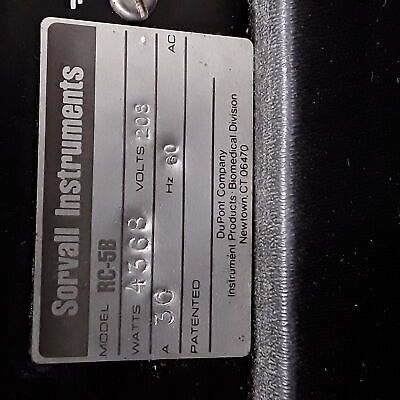 Sorvall Instruments
MODEL RC-5B
WATTS 4368 VOLTS 208 AC
A 30 Hz 60
PATENTED
DuPont Company
Instrument Products Biomedical Division
Newtown, CT 06470